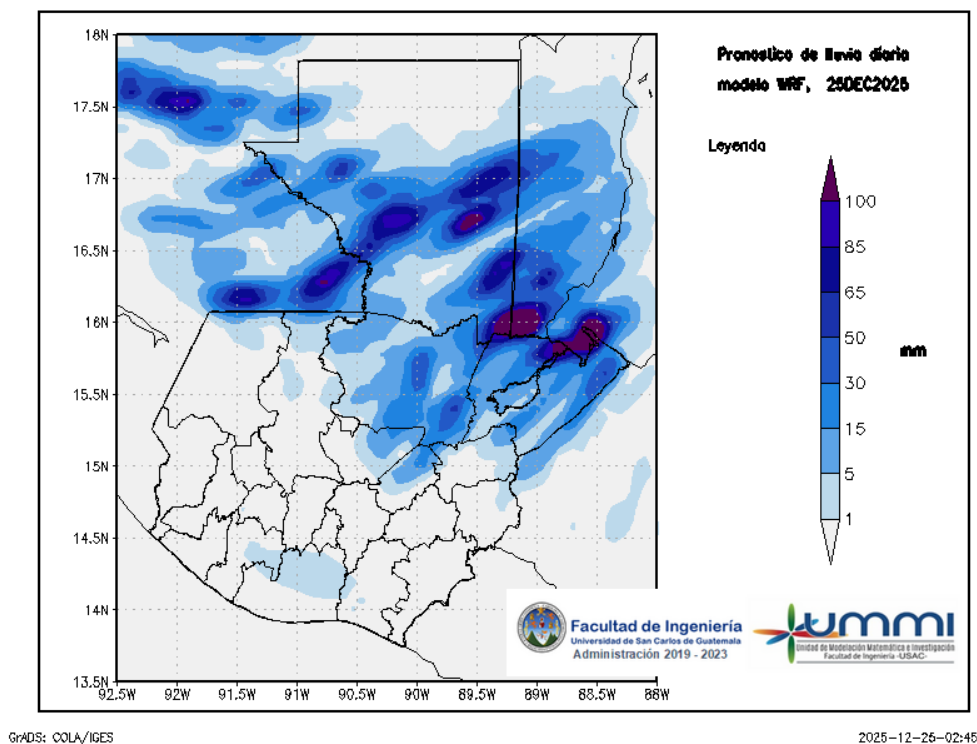 Pronostico de lluvia diaria
modelo WRF, 25DEC2025
Leyenda
100
85
65
50
30
15
5
1
mm
18N
17.5N
17N
16.5N
16N
15.5N
15N
14.5N
14N
13.5N
92.5W 92W 91.5W 91W 90.5W 90W 89.5W 89W 88.5W 88W
Facultad de Ingeniería
Universidad de San Carlos de Guatemala
Administración 2019 - 2023
UMMI
Unidad de Modelación Matemática e Investigación
Facultad de Ingeniería -USAC-
GrADS: COLA/IGES
2025-12-25-02:45